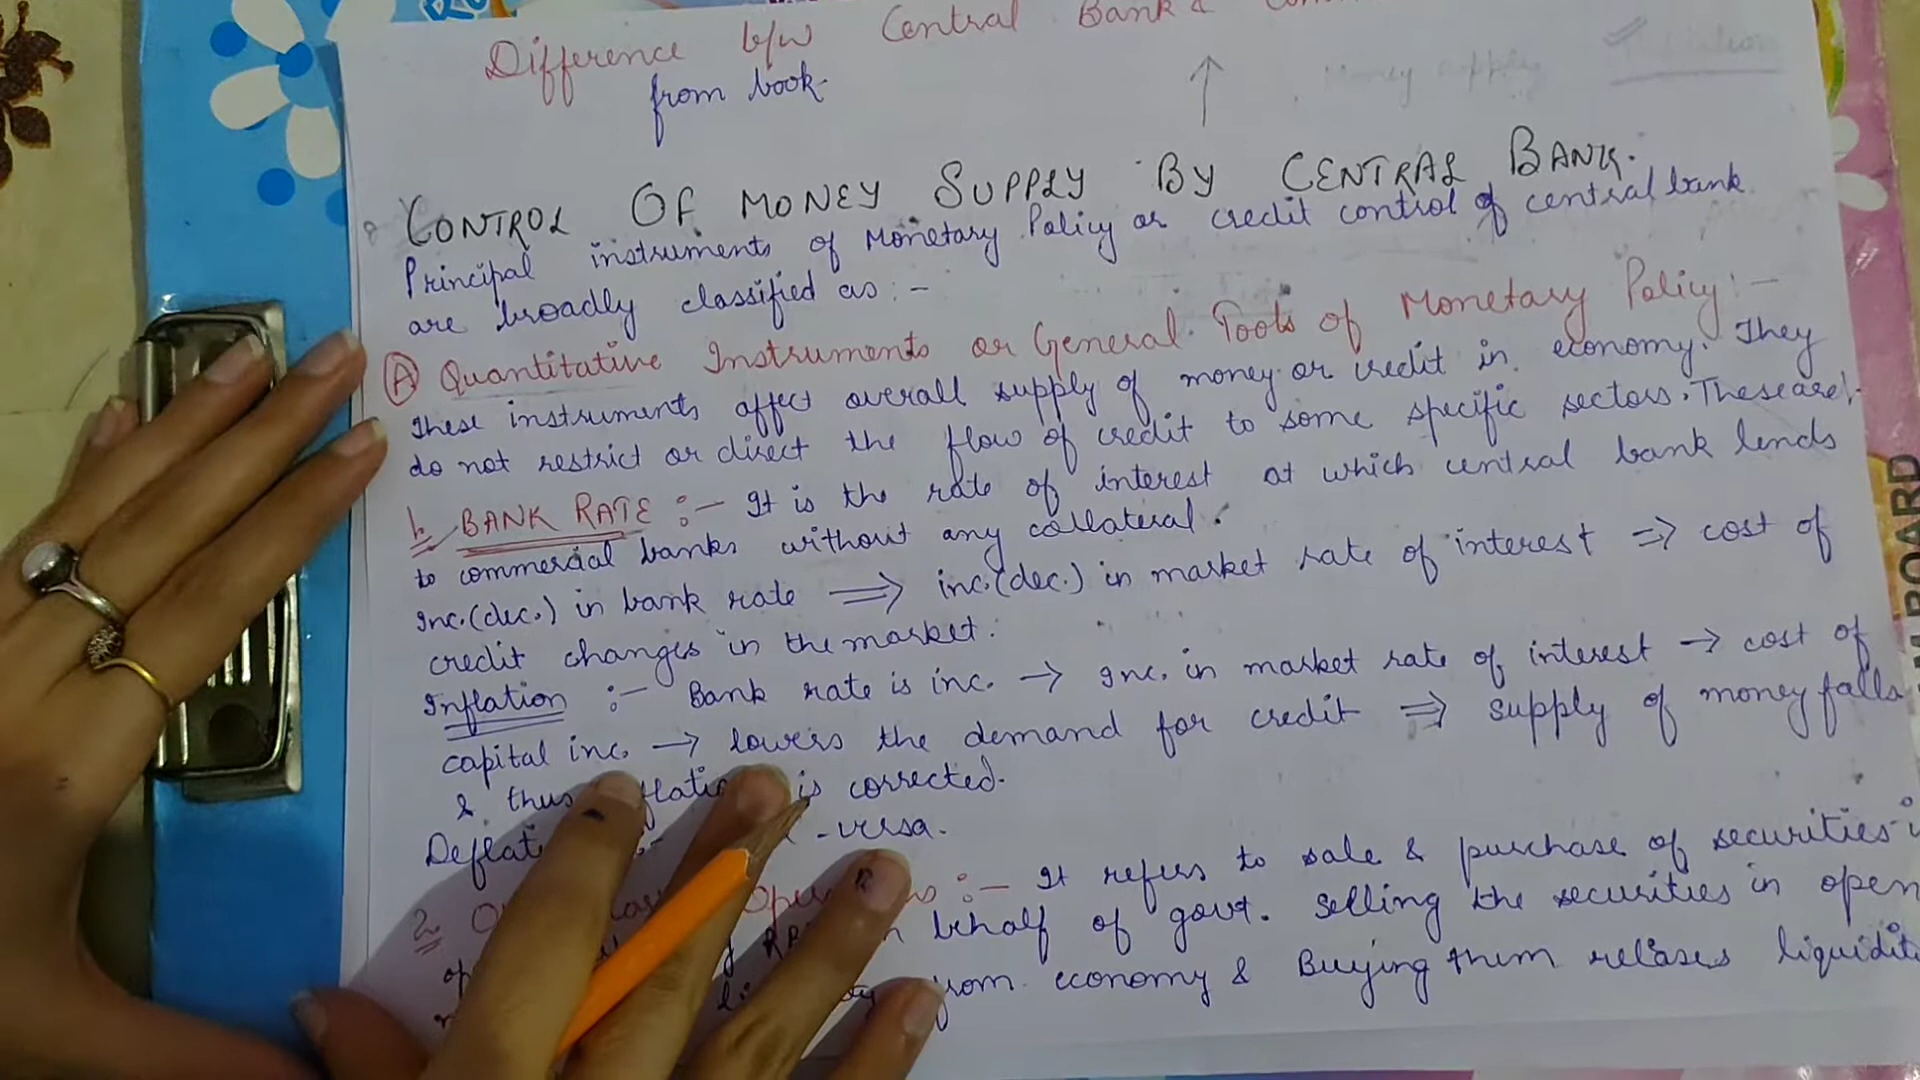 Difference b/w Central Bank &
from book.
Money supply
CONTROL OF MONEY SUPPLY BY CENTRAL BANK.
Principal instruments of Monetary Policy or credit control of central bank
are broadly classified as :-
(A) Quantitative Instruments or General Tools of Monetary Policy :-
These instruments affect overall supply of money or credit in economy. They
do not restrict or direct the flow of credit to some specific sectors. These are:
1. BANK RATE :- It is the rate of interest at which central bank lends
to commercial banks without any collateral.
Inc.(dec.) in bank rate ⇒ inc.(dec.) in market rate of interest ⇒ cost of
credit changes in the market.
Inflation :- Bank rate is inc. → Inc. in market rate of interest → cost of
capital inc. → lowers the demand for credit ⇒ supply of money falls
& thus is corrected.
-versa.
2. :- It refers to sale & purchase of securities
behalf of govt. Selling the securities in open
from economy & Buying them relases
BOARD